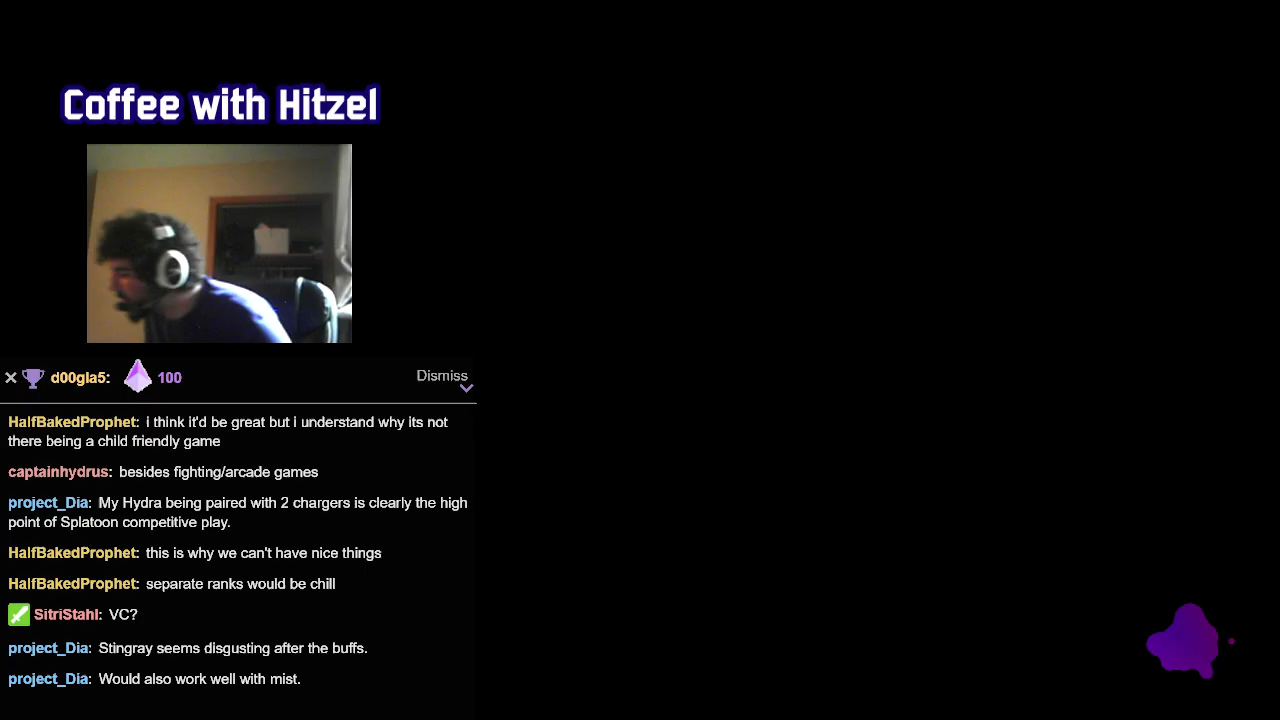 Coffee with Hitzel
d00gla5: 100 Dismiss
HalfBakedProphet: i think it'd be great but i understand why its not
there being a child friendly game
captainhydrus: besides fighting/arcade games
project_Dia: My Hydra being paired with 2 chargers is clearly the high
point of Splatoon competitive play.
HalfBakedProphet: this is why we can't have nice things
HalfBakedProphet: separate ranks would be chill
SitriStahl: VC?
project_Dia: Stingray seems disgusting after the buffs.
project_Dia: Would also work well with mist.